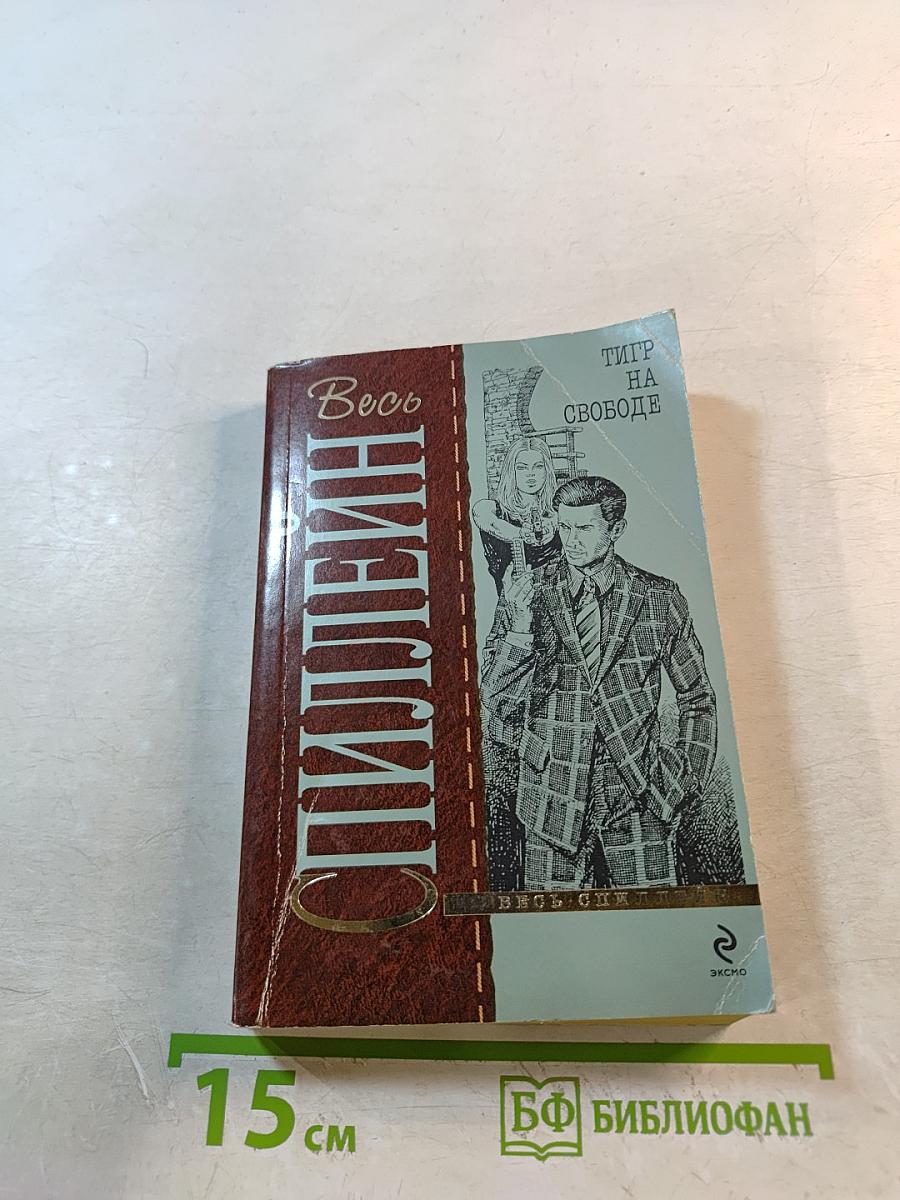 Весь
СПИЛЛЕЙН
ТИГР
НА
СВОБОДЕ
ВЕСЬ СПИЛЛЕЙН
ЭКСМО
15 см
БФ БИБЛИОФАН